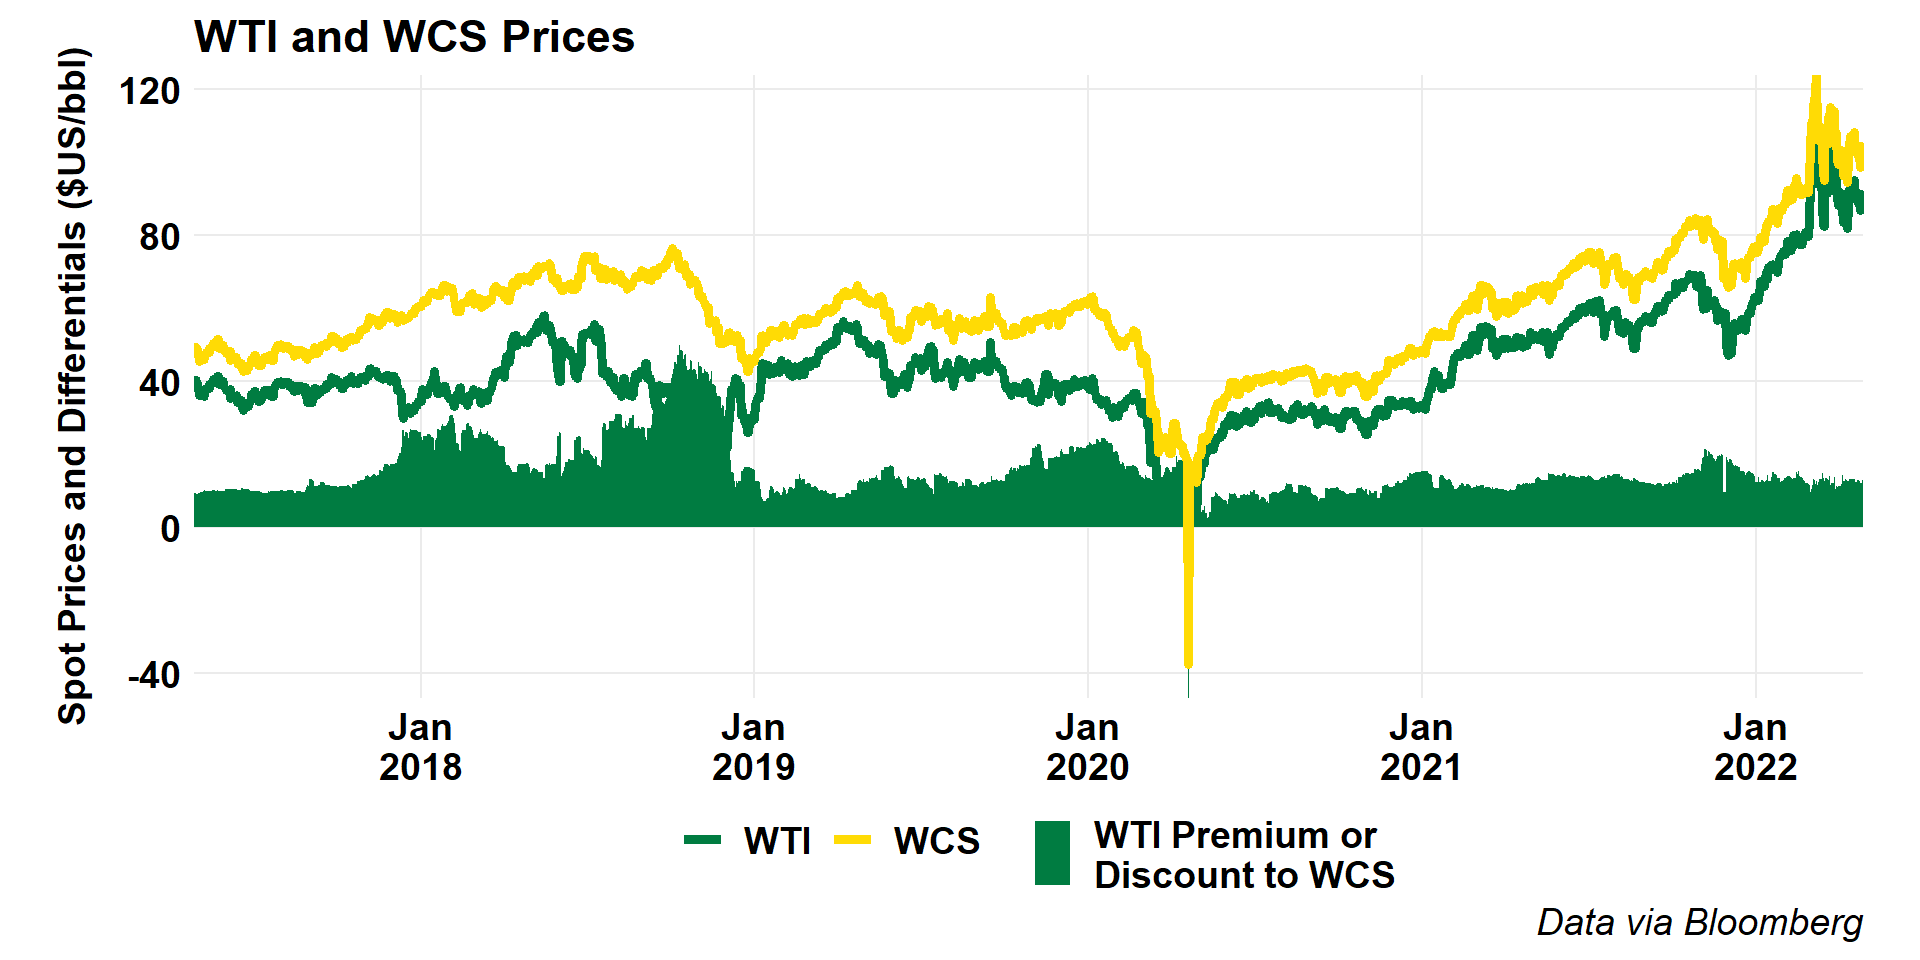 WTI and WCS Prices
Spot Prices and Differentials ($US/bbl)
120
80
40
0
-40
Jan
2018
Jan
2019
Jan
2020
Jan
2021
Jan
2022
WTI
WCS
WTI Premium or
Discount to WCS
Data via Bloomberg